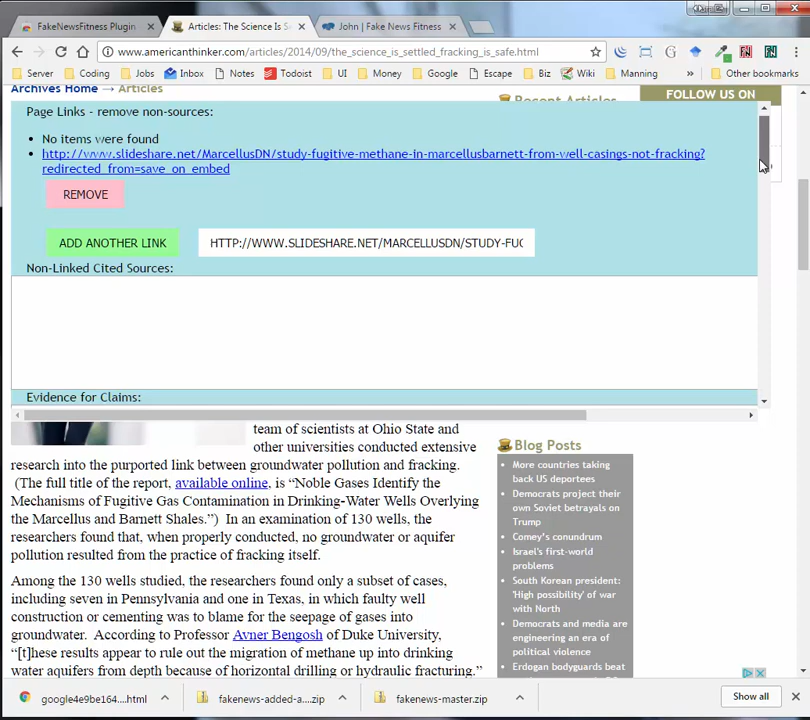 FakeNewsFitness Plugin
Articles: The Science Is S
John | Fake News Fitness
www.americanthinker.com/articles/2014/09/the_science_is_settled_fracking_is_safe.html
Server Coding Jobs Inbox Notes Todoist UI Money Google Escape Biz Wiki Manning » Other bookmarks
Archives Home → Articles
Recent Articles
FOLLOW US ON
Page Links - remove non-sources:
No items were found
http://www.slideshare.net/MarcellusDN/study-fugitive-methane-in-marcellusbarnett-from-well-casings-not-fracking?
redirected_from=save_on_embed
REMOVE
ADD ANOTHER LINK
HTTP://WWW.SLIDESHARE.NET/MARCELLUSDN/STUDY-FUG
Non-Linked Cited Sources:
Evidence for Claims:
team of scientists at Ohio State and
other universities conducted extensive
research into the purported link between groundwater pollution and fracking.
(The full title of the report, available online, is “Noble Gases Identify the
Mechanisms of Fugitive Gas Contamination in Drinking-Water Wells Overlying
the Marcellus and Barnett Shales.”) In an examination of 130 wells, the
researchers found that, when properly conducted, no groundwater or aquifer
pollution resulted from the practice of fracking itself.
Among the 130 wells studied, the researchers found only a subset of cases,
including seven in Pennsylvania and one in Texas, in which faulty well
construction or cementing was to blame for the seepage of gases into
groundwater. According to Professor Avner Bengosh of Duke University,
“[t]hese results appear to rule out the migration of methane up into drinking
water aquifers from depth because of horizontal drilling or hydraulic fracturing.”
Blog Posts
More countries taking
back US deportees
Democrats project their
own Soviet betrayals on
Trump
Comey's conundrum
Israel's first-world
problems
South Korean president:
'High possibility' of war
with North
Democrats and media are
engineering an era of
political violence
Erdogan bodyguards beat
google4e9be164....html
fakenews-added-a....zip
fakenews-master.zip
Show all